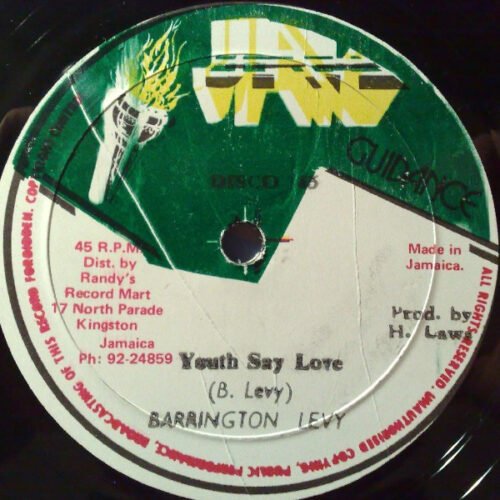 JAH
GUIDANCE
DISCO 45
45 R.P.M.
Dist. by
Randy's
Record Mart
17 North Parade
Kingston
Jamaica
Ph: 92-24859
Made in
Jamaica.
Prod. by
H. Lawes
Youth Say Love
(B. Levy)
BARRINGTON LEVY
ALL RIGHTS RESERVED. UNAUTHORISED COPYING, PUBLIC PERFORMANCE, BROADCASTING OF THIS RECORD FORBIDDEN.